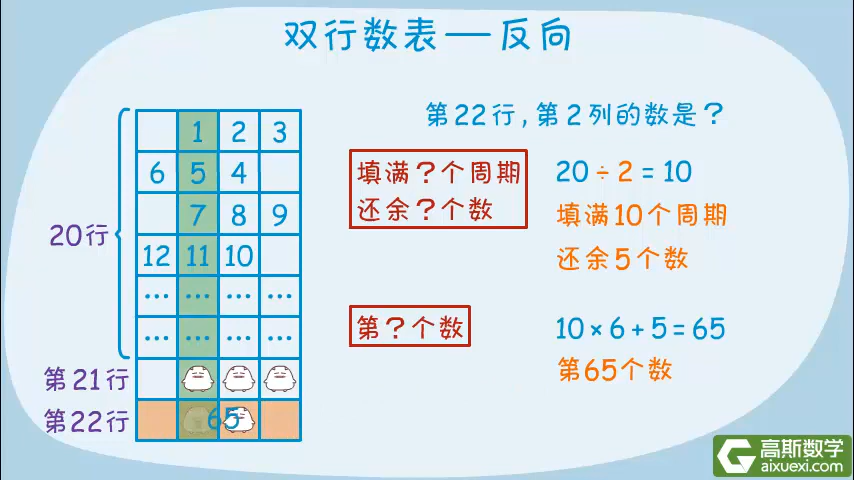 双行数表—反向
第22行,第2列的数是?
1 2 3
6 5 4
7 8 9
12 11 10
... ... ... ...
... ... ... ...
20行
第21行
第22行
65
填满?个周期
还余?个数
20÷2=10
填满10个周期
还余5个数
第?个数
10×6+5=65
第65个数
高斯数学
aixuexi.com